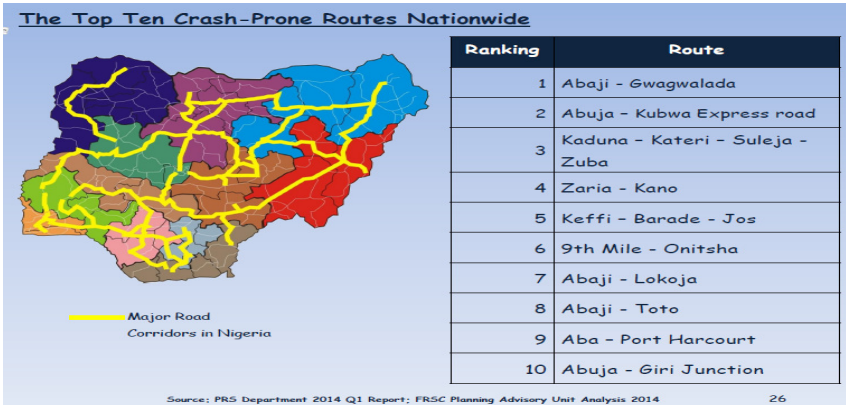 The Top Ten Crash-Prone Routes Nationwide
Ranking Route
1 Abaji - Gwagwalada
2 Abuja – Kubwa Express road
3 Kaduna – Kateri – Suleja -
Zuba
4 Zaria - Kano
5 Keffi – Barade - Jos
6 9th Mile - Onitsha
7 Abaji - Lokoja
8 Abaji - Toto
9 Aba – Port Harcourt
10 Abuja - Giri Junction
Major Road
Corridors in Nigeria
Source: PRS Department 2014 Q1 Report; FRSC Planning Advisory Unit Analysis 2014
26